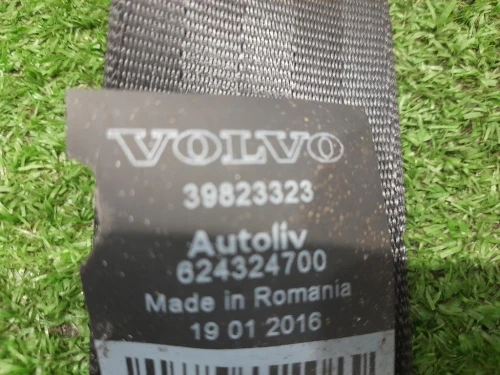 VOLVO
39823323
Autoliv
624324700
Made in Romania
19 01 2016